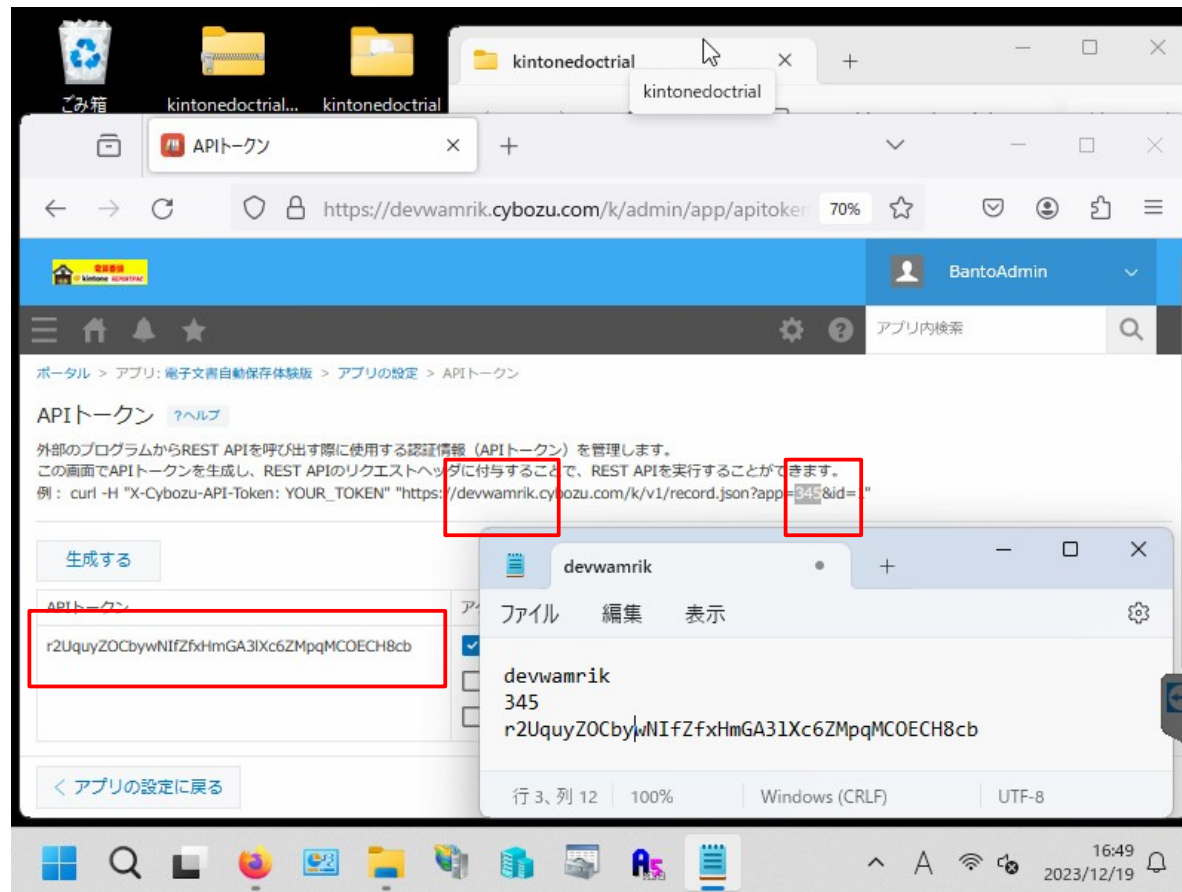 kintonedoctrial
kintonedoctrial
ごみ箱
kintonedoctrial...
kintonedoctrial
APIトークン
https://devwamrik.cybozu.com/k/admin/app/apitoken
70%
電話番頭
kintone REPORTPAC
BantoAdmin
アプリ内検索
ポータル > アプリ: 電子文書自動保存体験版 > アプリの設定 > APIトークン
APIトークン ?ヘルプ
外部のプログラムからREST APIを呼び出す際に使用する認証情報（APIトークン）を管理します。
この画面でAPIトークンを生成し、REST APIのリクエストヘッダに付与することで、REST APIを実行することができます。
例： curl -H "X-Cybozu-API-Token: YOUR_TOKEN" "https://devwamrik.cybozu.com/k/v1/record.json?app=345&id=1"
生成する
APIトークン
ア
r2UquyZOCbywNIfZfxHmGA3lXc6ZMpqMCOECH8cb
< アプリの設定に戻る
devwamrik
ファイル 編集 表示
devwamrik
345
r2UquyZOCbywNIfZfxHmGA3lXc6ZMpqMCOECH8cb
行 3、列 12 100% Windows (CRLF) UTF-8
A
16:49
2023/12/19